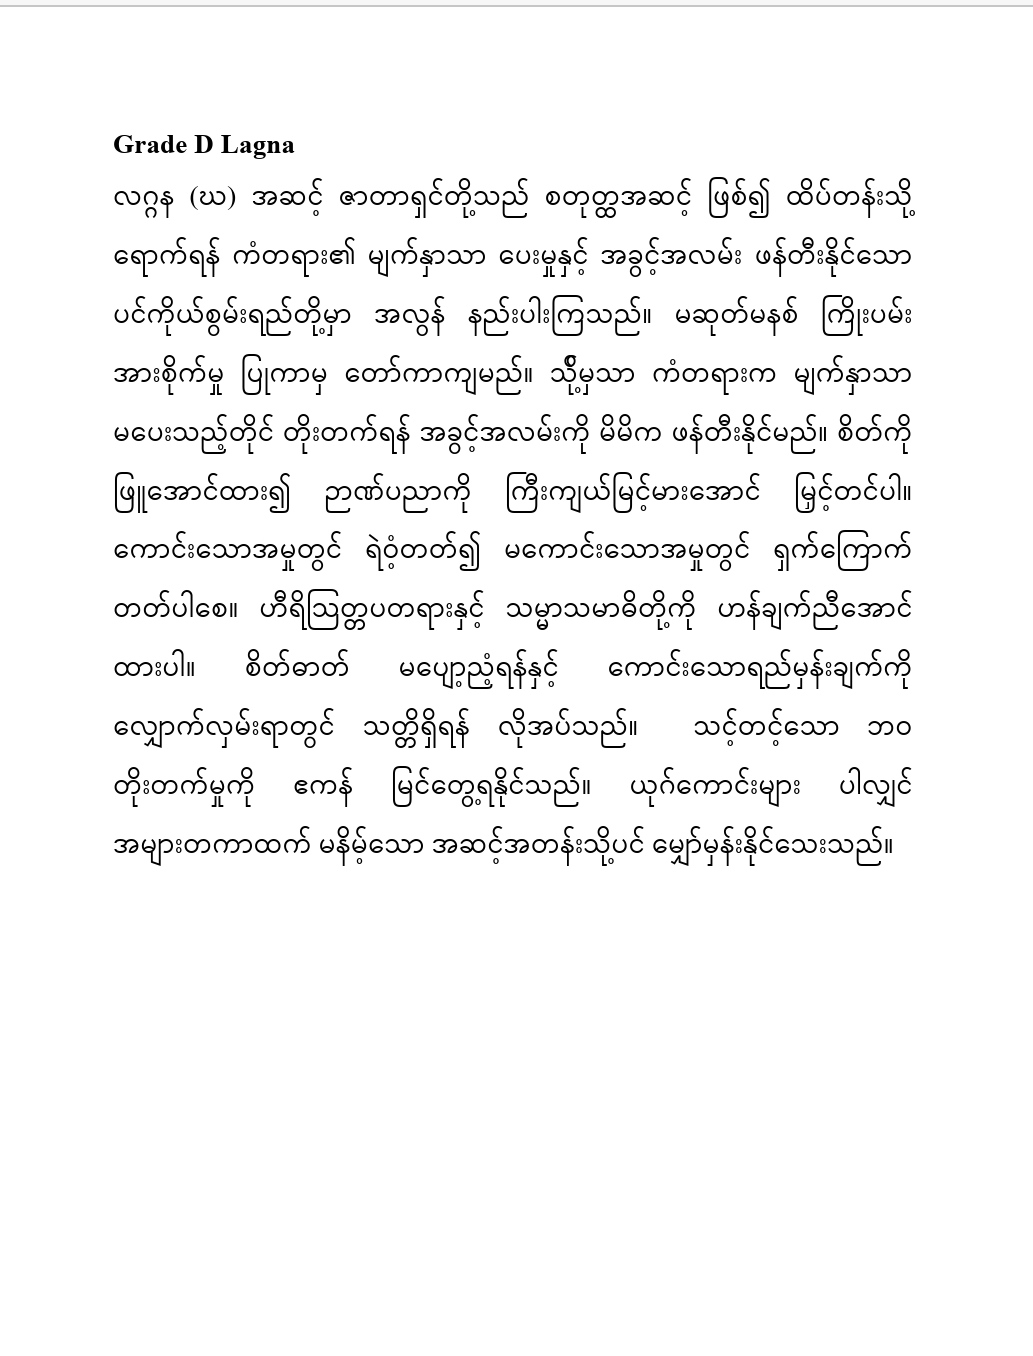 Grade D Lagna
လဂ္ဂန (ဃ) အဆင့် ဇာတာရှင်တို့သည် စတုတ္ထအဆင့် ဖြစ်၍ ထိပ်တန်းသို့
ရောက်ရန် ကံတရား၏ မျက်နှာသာ ပေးမှုနှင့် အခွင့်အလမ်း ဖန်တီးနိုင်သော
ပင်ကိုယ်စွမ်းရည်တို့မှာ အလွန် နည်းပါးကြသည်။ မဆုတ်မနစ် ကြိုးပမ်း
အားစိုက်မှု ပြုကာမှ တော်ကာကျမည်။ သို့မှသာ ကံတရားက မျက်နှာသာ
မပေးသည့်တိုင် တိုးတက်ရန် အခွင့်အလမ်းကို မိမိက ဖန်တီးနိုင်မည်။ စိတ်ကို
ဖြူအောင်ထား၍ ဉာဏ်ပညာကို ကြီးကျယ်မြင့်မားအောင် မြှင့်တင်ပါ။
ကောင်းသောအမှုတွင် ရဲဝံ့တတ်၍ မကောင်းသောအမှုတွင် ရှက်ကြောက်
တတ်ပါစေ။ ဟီရိဩတ္တပတရားနှင့် သမ္မာသမာဓိတို့ကို ဟန်ချက်ညီအောင်
ထားပါ။ စိတ်ဓာတ် မပျော့ညံ့ရန်နှင့် ကောင်းသောရည်မှန်းချက်ကို
လျှောက်လှမ်းရာတွင် သတ္တိရှိရန် လိုအပ်သည်။ သင့်တင့်သော ဘဝ
တိုးတက်မှုကို ဧကန် မြင်တွေ့ရနိုင်သည်။ ယုဂ်ကောင်းများ ပါလျှင်
အများတကာထက် မနိမ့်သော အဆင့်အတန်းသို့ပင် မျှော်မှန်းနိုင်သေးသည်။